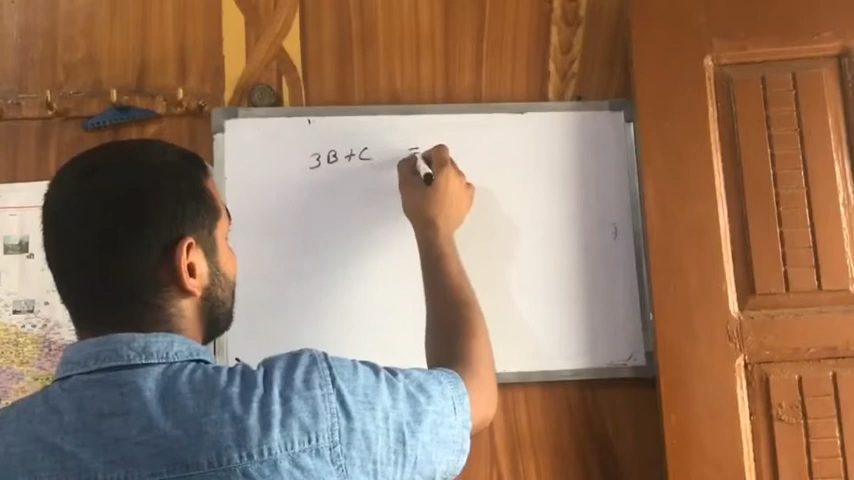 3B+C =